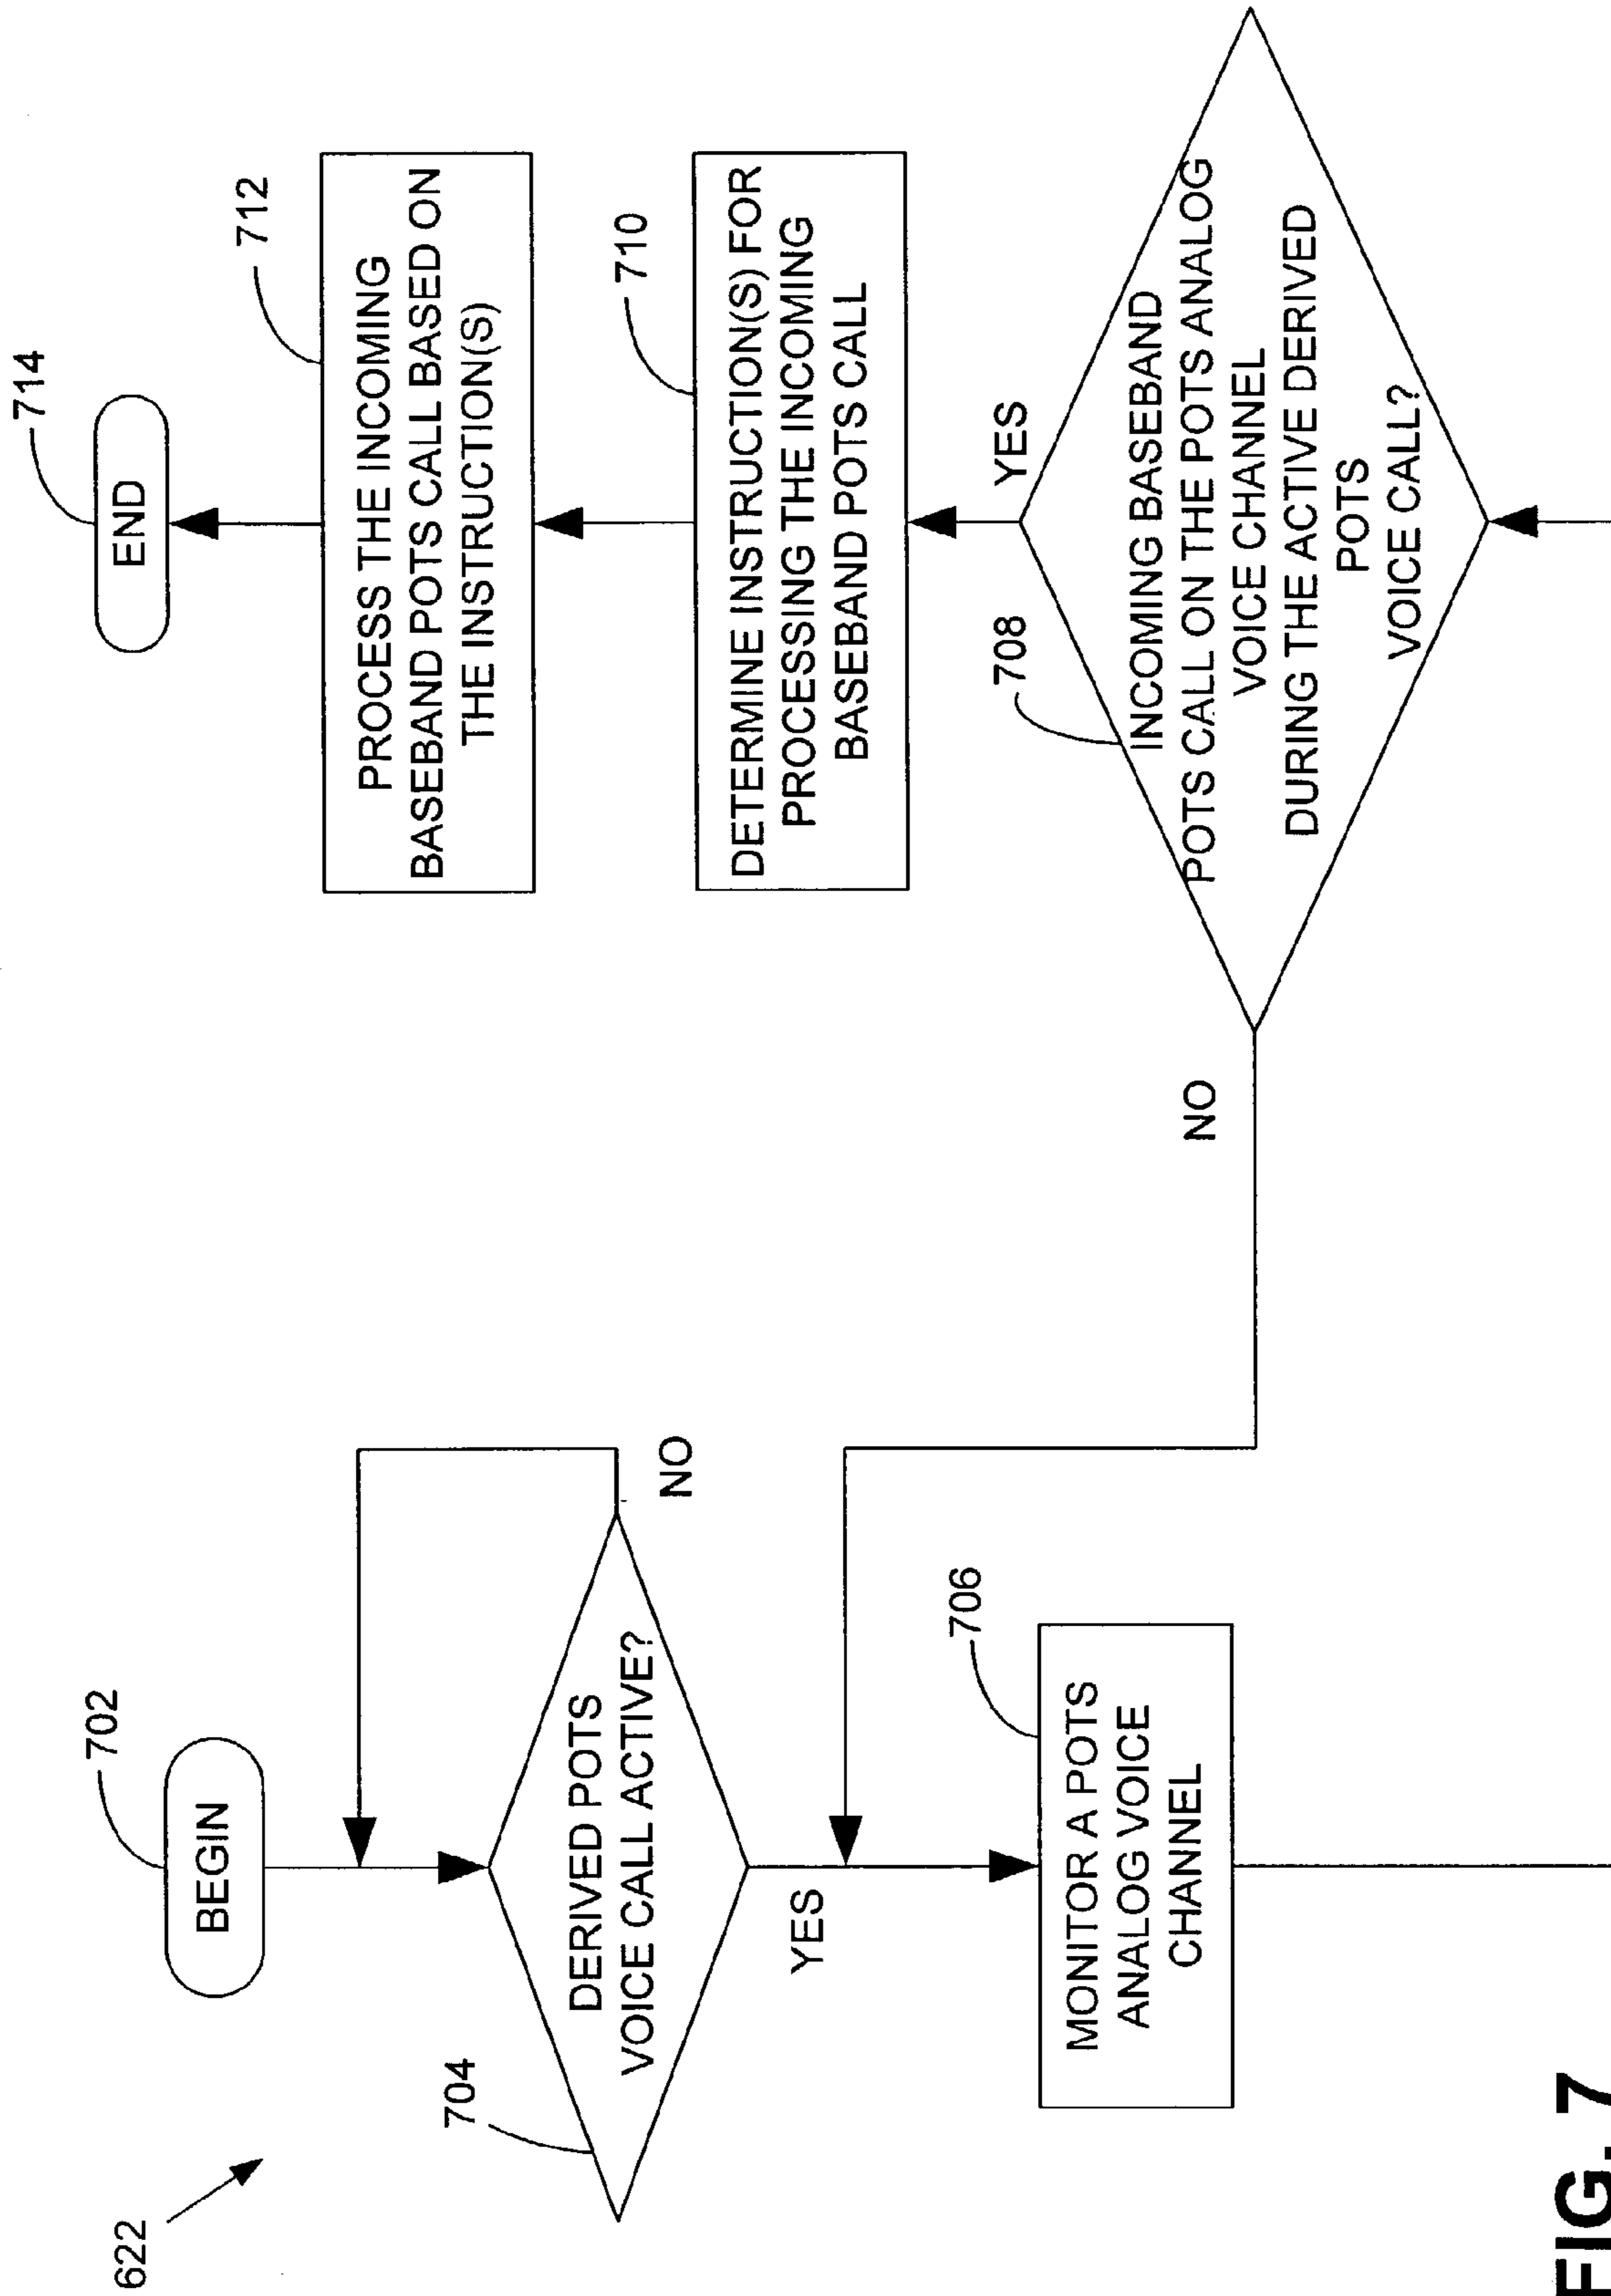 622
702
BEGIN
704
DERIVED POTS
VOICE CALL ACTIVE?
NO
YES
706
MONITOR A POTS
ANALOG VOICE
CHANNEL
708
INCOMING BASEBAND
POTS CALL ON THE POTS ANALOG
VOICE CHANNEL
DURING THE ACTIVE DERIVED
POTS
VOICE CALL?
NO
YES
710
DETERMINE INSTRUCTION(S) FOR
PROCESSING THE INCOMING
BASEBAND POTS CALL
712
PROCESS THE INCOMING
BASEBAND POTS CALL BASED ON
THE INSTRUCTION(S)
714
END
FIG. 7